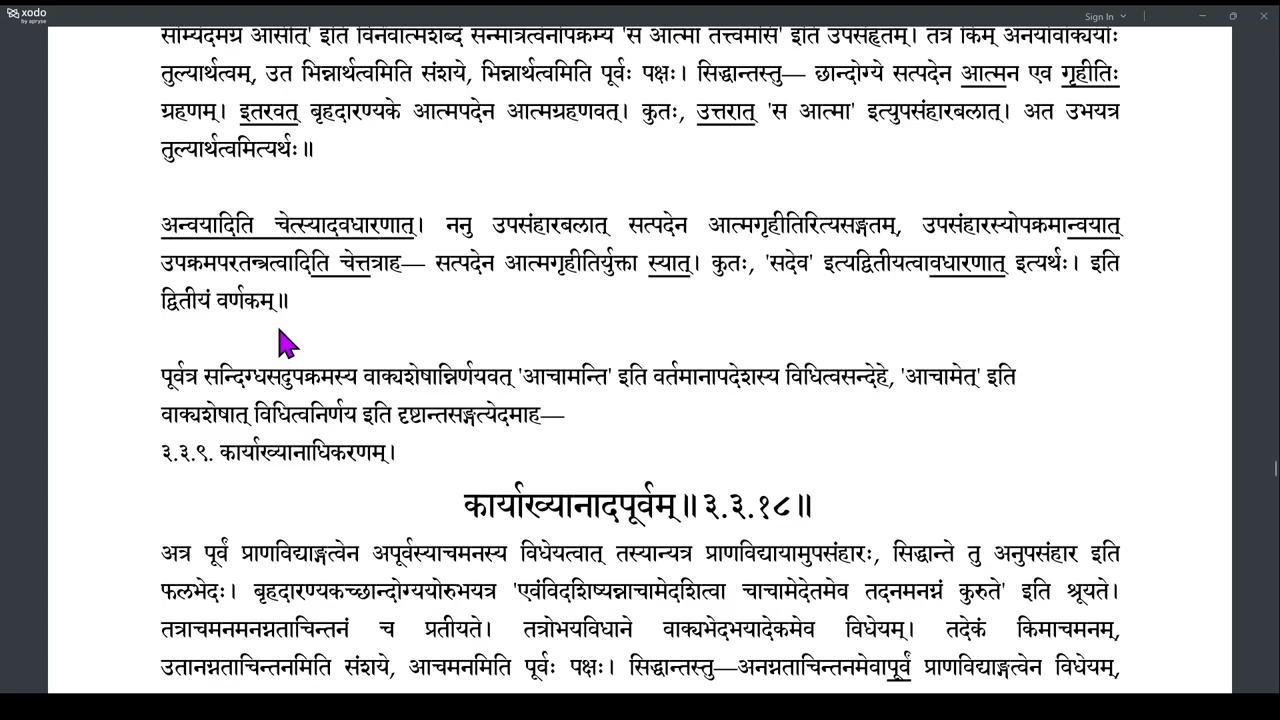 xodo
by apryse
Sign In
सोम्येदमग्र आसीत्' इति विनैवात्मशब्दं सन्मात्रत्वेनोपक्रम्य 'स आत्मा तत्त्वमसि' इति उपसंहृतम्। तत्र किम् अनयोर्वाक्ययोः
तुल्यार्थत्वम्, उत भिन्नार्थत्वमिति संशये, भिन्नार्थत्वमिति पूर्वः पक्षः। सिद्धान्तस्तु— छान्दोग्ये सत्पदेन आत्मन एव गृहीतिः
ग्रहणम्। इतरवत् बृहदारण्यके आत्मपदेन आत्मग्रहणवत्। कुतः, उत्तरात् 'स आत्मा' इत्युपसंहारबलात्। अत उभयत्र
तुल्यार्थत्वमित्यर्थः॥
अन्वयादिति चेत्स्यादवधारणात्। ननु उपसंहारबलात् सत्पदेन आत्मगृहीतिरित्यसङ्गतम्, उपसंहारस्योपक्रमान्वयात्
उपक्रमपरतन्त्रत्वादिति चेत्तत्राह— सत्पदेन आत्मगृहीतिर्युक्ता स्यात्। कुतः, 'सदेव' इत्यद्वितीयत्वावधारणात् इत्यर्थः। इति
द्वितीयं वर्णकम्॥
पूर्वत्र सन्दिग्धसदुपक्रमस्य वाक्यशेषान्निर्णयवत् 'आचामन्ति' इति वर्तमानापदेशस्य विधित्वसन्देहे, 'आचामेत्' इति
वाक्यशेषात् विधित्वनिर्णय इति दृष्टान्तसङ्गत्येदमाह—
३.३.९. कार्याख्यानाधिकरणम्।
कार्याख्यानादपूर्वम्॥३.३.१८॥
अत्र पूर्वं प्राणविद्याङ्गत्वेन अपूर्वस्याचमनस्य विधेयत्वात् तस्यान्यत्र प्राणविद्यायामुपसंहारः, सिद्धान्ते तु अनुपसंहार इति
फलभेदः। बृहदारण्यकच्छान्दोग्ययोरुभयत्र 'एवंविदशिष्यन्नाचामेदशित्वा चाचामेदेतमेव तदनमनग्नं कुरुते' इति श्रूयते।
तत्राचमनमनग्नताचिन्तनं च प्रतीयते। तत्रोभयविधाने वाक्यभेदभयादेकमेव विधेयम्। तदेकं किमाचमनम्,
उतानग्नताचिन्तनमिति संशये, आचमनमिति पूर्वः पक्षः। सिद्धान्तस्तु—अनग्नताचिन्तनमेवापूर्वं प्राणविद्याङ्गत्वेन विधेयम्,